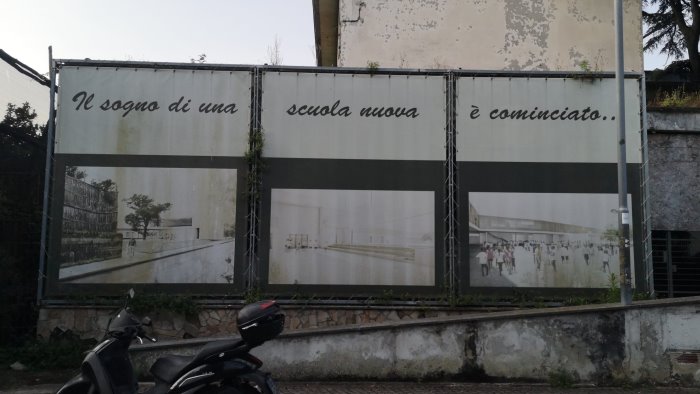 Il sogno di una scuola nuova è cominciato..